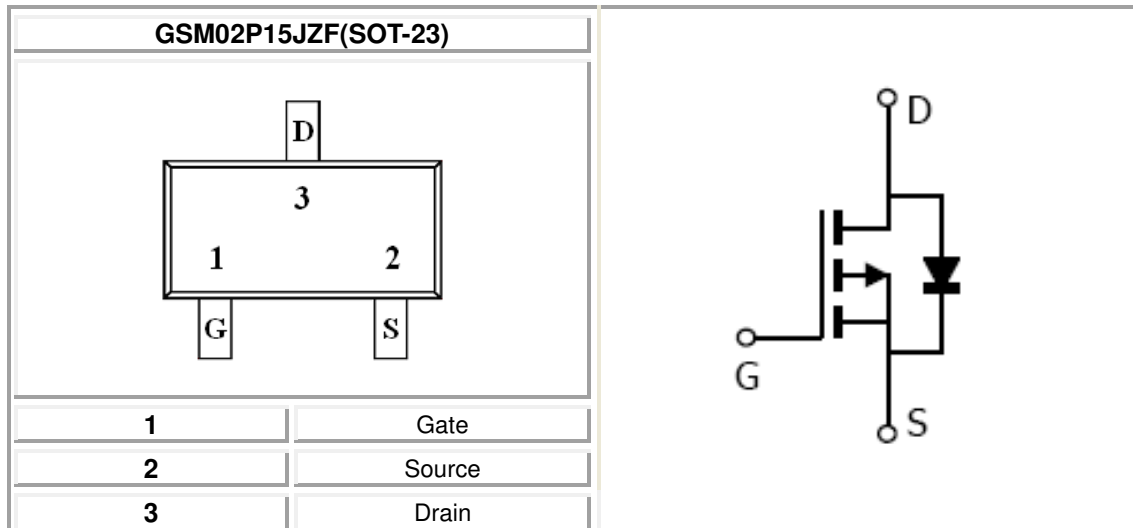 GSM02P15JZF(SOT-23)
D
3
1 2
G S
1 Gate
2 Source
3 Drain
D
G
S